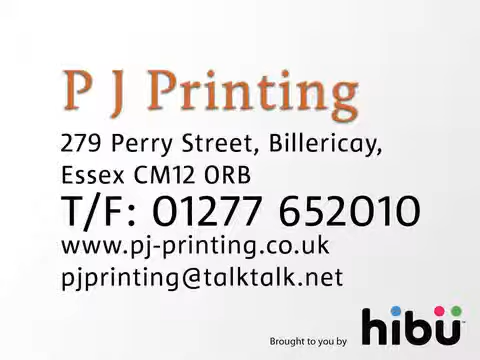 P J Printing
279 Perry Street, Billericay,
Essex CM12 0RB
T/F: 01277 652010
www.pj-printing.co.uk
pjprinting@talktalk.net
Brought to you by hibü™